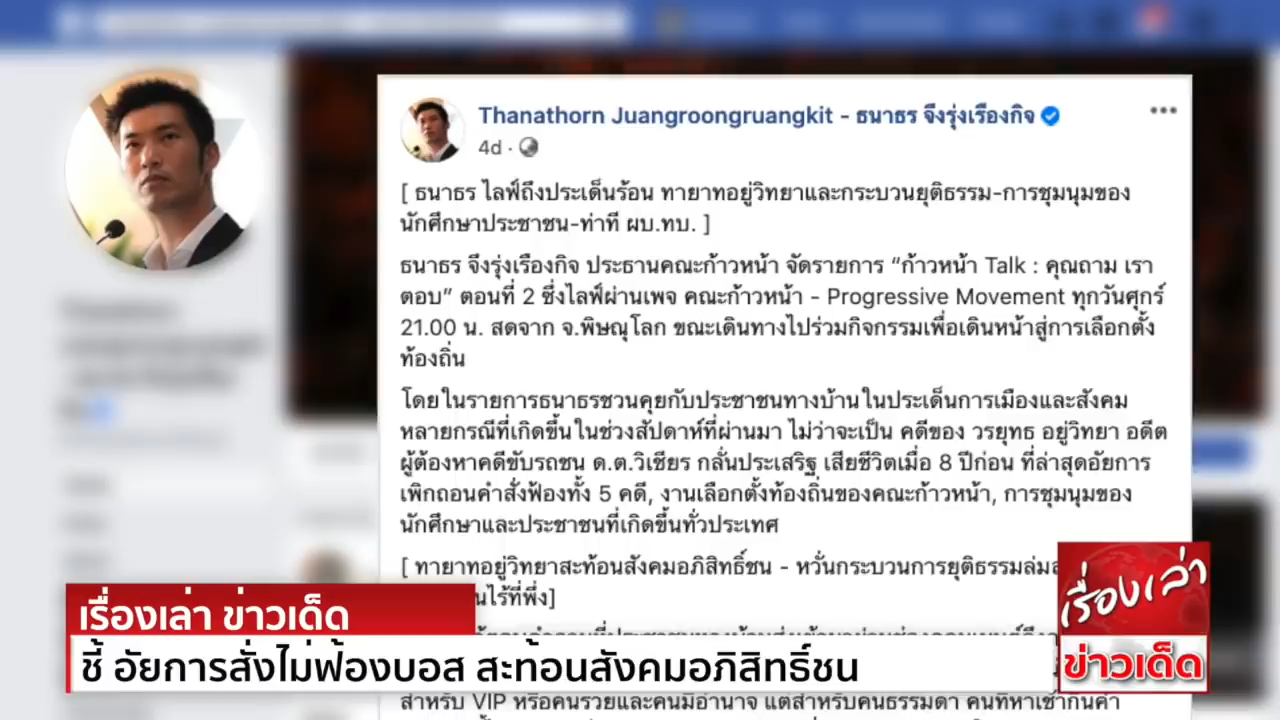 Thanathorn Juangroongruangkit - ธนาธร จึงรุ่งเรืองกิจ
4d ·
[ ธนาธร ไลฟ์ถึงประเด็นร้อน ทายาทอยู่วิทยาและกระบวนยุติธรรม-การชุมนุมของ
นักศึกษาประชาชน-ท่าที ผบ.ทบ. ]
ธนาธร จึงรุ่งเรืองกิจ ประธานคณะก้าวหน้า จัดรายการ “ก้าวหน้า Talk : คุณถาม เรา
ตอบ” ตอนที่ 2 ซึ่งไลฟ์ผ่านเพจ คณะก้าวหน้า - Progressive Movement ทุกวันศุกร์
21.00 น. สดจาก จ.พิษณุโลก ขณะเดินทางไปร่วมกิจกรรมเพื่อเดินหน้าสู่การเลือกตั้ง
ท้องถิ่น
โดยในรายการธนาธรชวนคุยกับประชาชนทางบ้านในประเด็นการเมืองและสังคม
หลายกรณีที่เกิดขึ้นในช่วงสัปดาห์ที่ผ่านมา ไม่ว่าจะเป็น คดีของ วรยุทธ อยู่วิทยา อดีต
ผู้ต้องหาคดีขับรถชน ด.ต.วิเชียร กลั่นประเสริฐ เสียชีวิตเมื่อ 8 ปีก่อน ที่ล่าสุดอัยการ
เพิกถอนคำสั่งฟ้องทั้ง 5 คดี, งานเลือกตั้งท้องถิ่นของคณะก้าวหน้า, การชุมนุมของ
นักศึกษาและประชาชนที่เกิดขึ้นทั่วประเทศ
[ ทายาทอยู่วิทยาสะท้อนสังคมอภิสิทธิ์ชน - หวั่นกระบวนการยุติธรรมล่ม
ไร้ที่พึ่ง]
เรื่องเล่า ข่าวเด็ด
ชี้ อัยการสั่งไม่ฟ้องบอส สะท้อนสังคมอภิสิทธิ์ชน
สำหรับ VIP หรือคนรวยและคนมีอำนาจ แต่สำหรับคนธรรมดา
เรื่องเล่า
ข่าวเด็ด